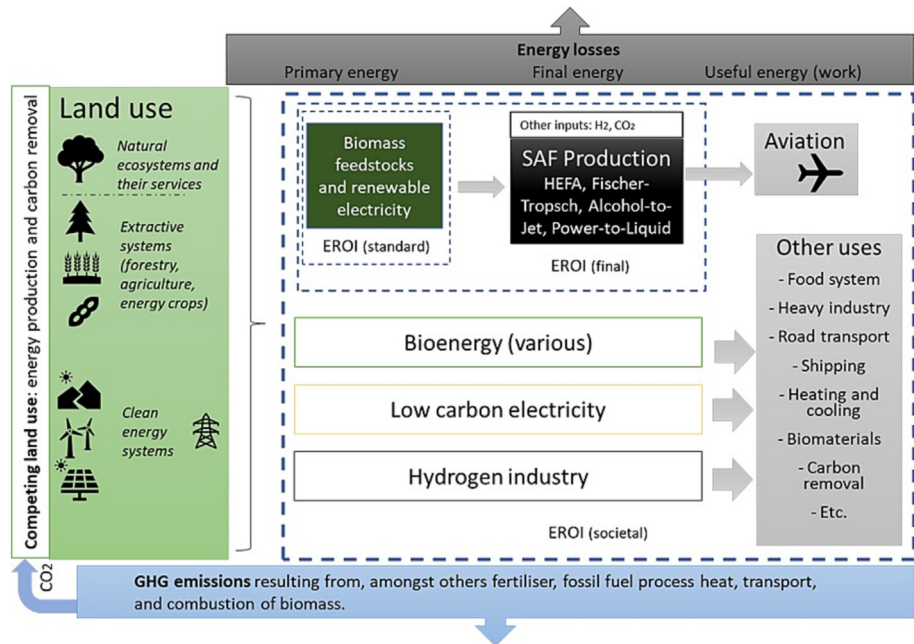 Energy losses
Primary energy
Final energy
Useful energy (work)
Competing land use: energy production and carbon removal
Land use
Natural
ecosystems and
their services
Extractive
systems
(forestry,
agriculture,
energy crops)
Clean
energy
systems
Biomass
feedstocks
and renewable
electricity
EROI (standard)
Other inputs: H2, CO₂
SAF Production
HEFA, Fischer-
Tropsch, Alcohol-to-
Jet, Power-to-Liquid
EROI (final)
Aviation
Bioenergy (various)
Low carbon electricity
Hydrogen industry
EROI (societal)
Other uses
- Food system
- Heavy industry
- Road transport
- Shipping
- Heating and
cooling
- Biomaterials
- Carbon
removal
- Etc.
CO2
GHG emissions resulting from, amongst others fertiliser, fossil fuel process heat, transport,
and combustion of biomass.